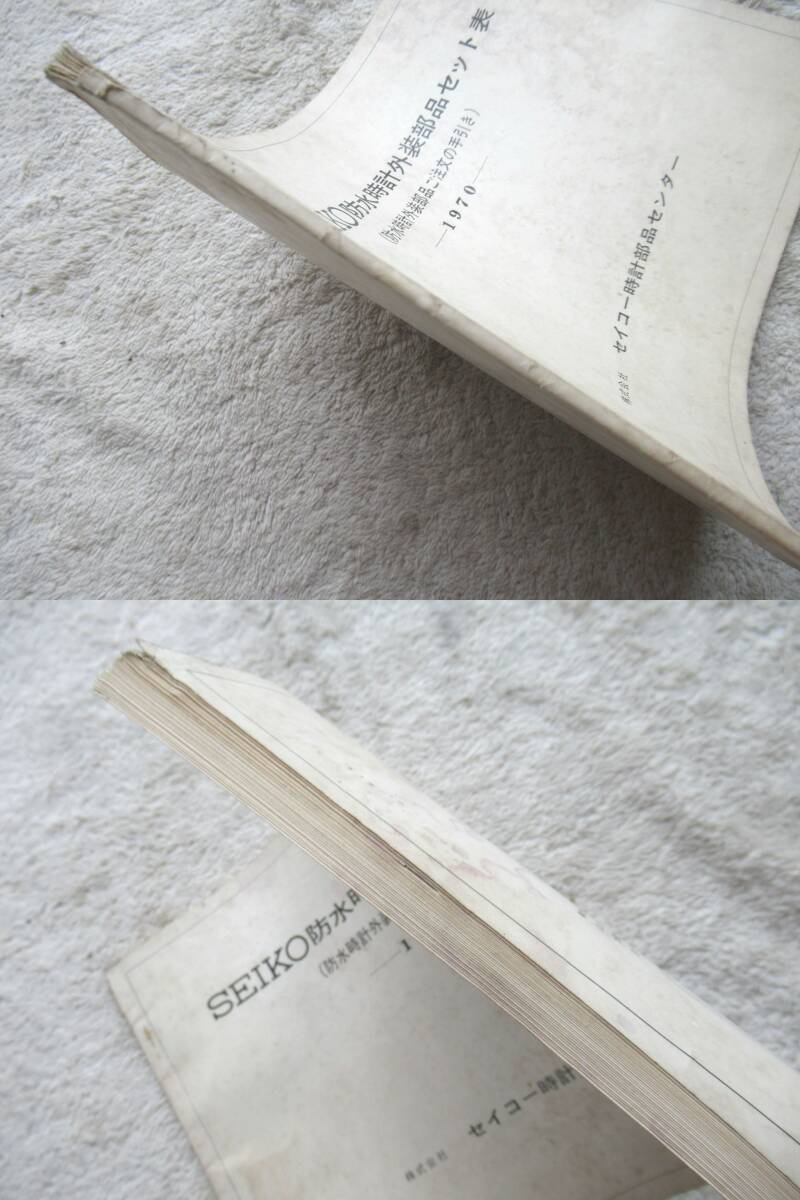 KO防水時計外装部品セット表
(防水時計外装部品ご注文の手引き)
—1970—
株式会社 セイコー時計部品センター
SEIKO防水時
(防水時計外装
—1
株式会社 セイコー時計